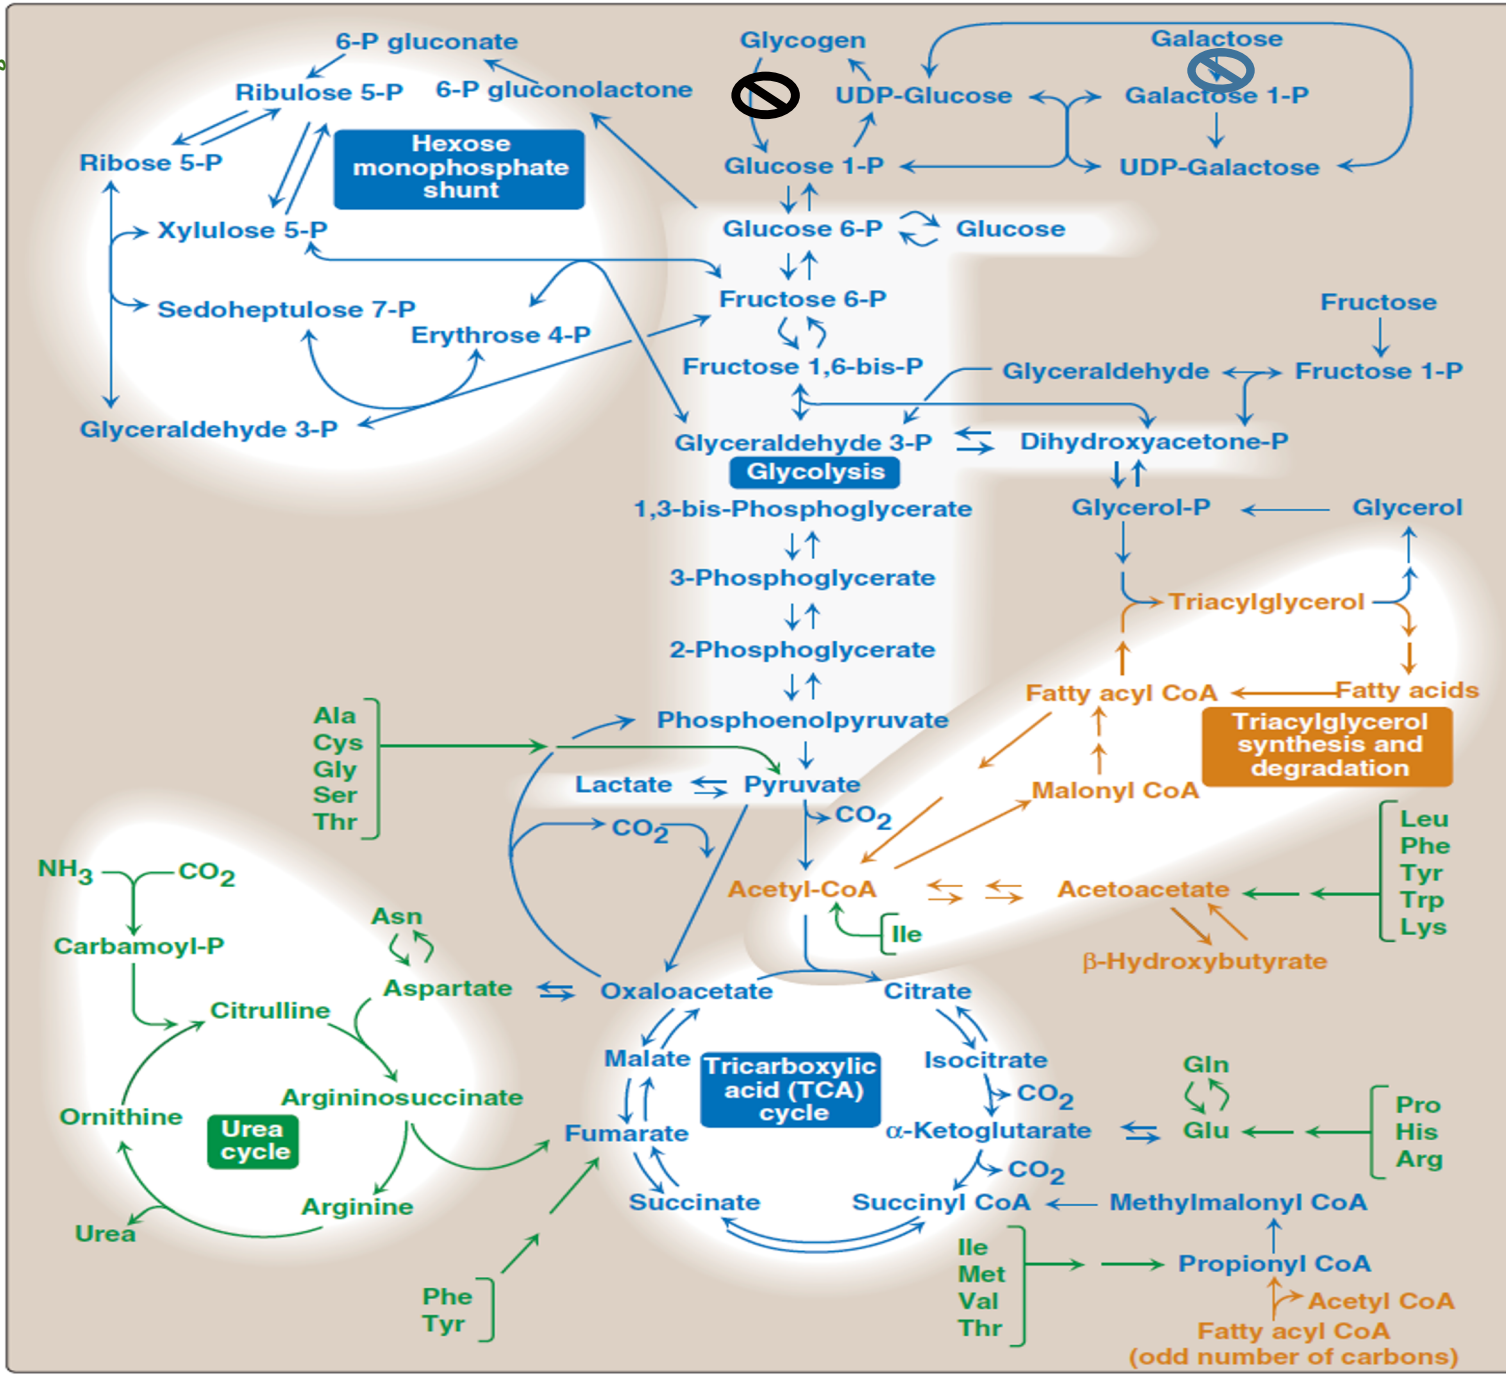 6-P gluconate
Glycogen
Galactose
Ribulose 5-P
6-P gluconolactone
UDP-Glucose
Galactose 1-P
Hexose
monophosphate
shunt
Ribose 5-P
Glucose 1-P
UDP-Galactose
Xylulose 5-P
Glucose 6-P
Glucose
Sedoheptulose 7-P
Fructose 6-P
Fructose
Erythrose 4-P
Fructose 1,6-bis-P
Glyceraldehyde
Fructose 1-P
Glyceraldehyde 3-P
Glyceraldehyde 3-P
Dihydroxyacetone-P
Glycolysis
1,3-bis-Phosphoglycerate
Glycerol-P
Glycerol
3-Phosphoglycerate
Triacylglycerol
2-Phosphoglycerate
Fatty acyl CoA
Fatty acids
Ala
Cys
Gly
Ser
Thr
Phosphoenolpyruvate
Triacylglycerol
synthesis and
degradation
Lactate
Pyruvate
Malonyl CoA
CO2
CO2
Leu
Phe
Tyr
Trp
Lys
NH3
CO2
Acetyl-CoA
Acetoacetate
Asn
Ile
Carbamoyl-P
β-Hydroxybutyrate
Aspartate
Oxaloacetate
Citrate
Citrulline
Malate
Tricarboxylic
acid (TCA)
cycle
Isocitrate
Gln
Argininosuccinate
CO2
Ornithine
Urea
cycle
Fumarate
α-Ketoglutarate
Glu
Pro
His
Arg
CO2
Arginine
Succinate
Succinyl CoA
Methylmalonyl CoA
Urea
Ile
Met
Val
Thr
Propionyl CoA
Phe
Tyr
Acetyl CoA
Fatty acyl CoA
(odd number of carbons)